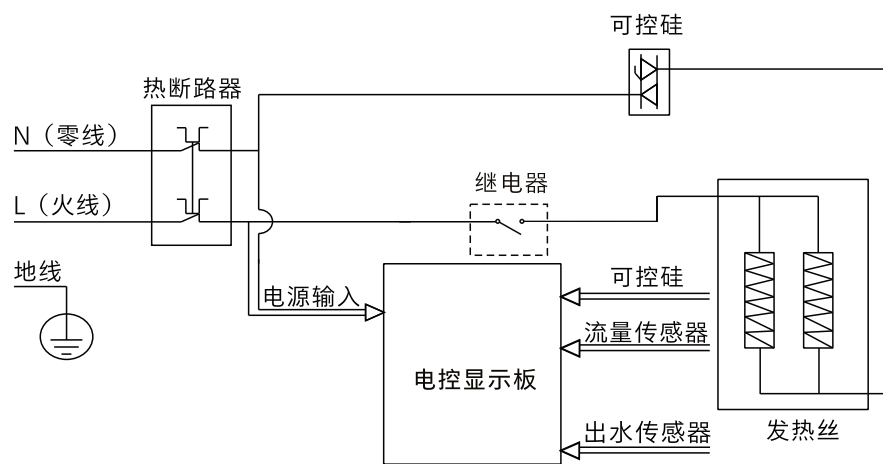 可控硅
热断路器
N（零线）
继电器
L（火线）
地线
电源输入
可控硅
流量传感器
电控显示板
出水传感器
发热丝